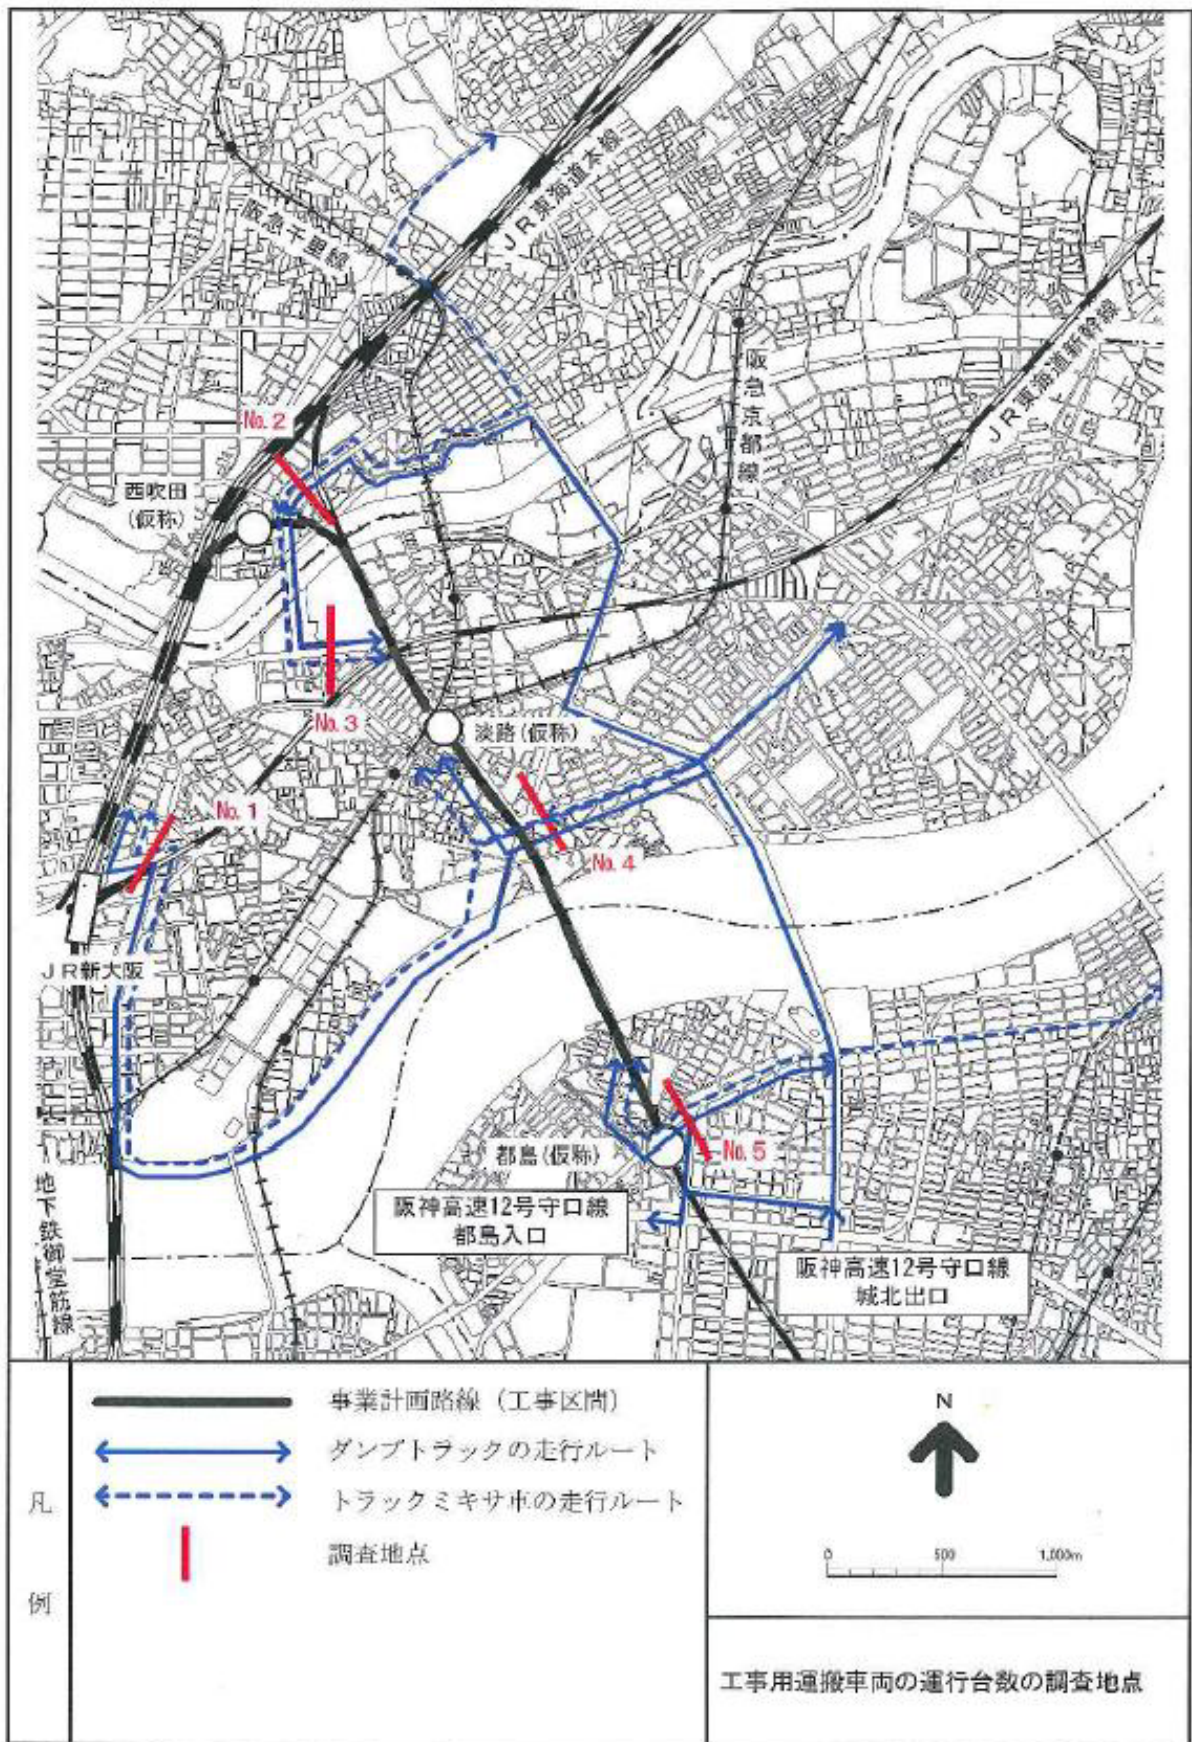 JR東海道本線
阪急千里線
JR東海道新幹線
阪急京都線
No.2
西吹田
(仮称)
No.3
淡路(仮称)
No.1
No.4
JR新大阪
都島(仮称)
No.5
地下鉄御堂筋線
阪神高速12号守口線
都島入口
阪神高速12号守口線
城北出口
凡例
事業計画路線（工事区間）
ダンプトラックの走行ルート
トラックミキサ車の走行ルート
調査地点
N
0 500 1,000m
工事用運搬車両の運行台数の調査地点